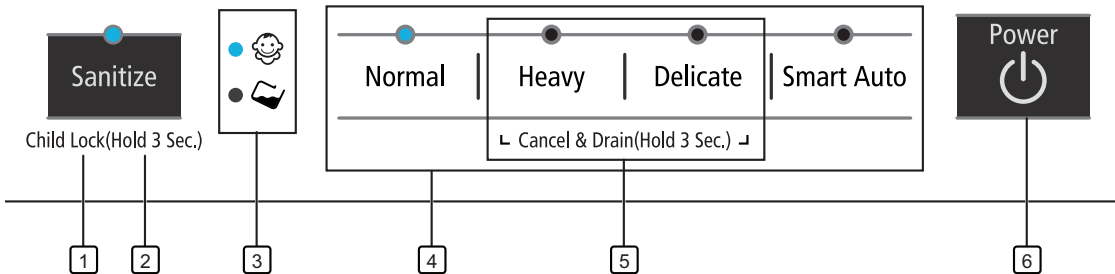 Sanitize
Child Lock(Hold 3 Sec.)
Normal
Heavy
Delicate
Smart Auto
Cancel & Drain(Hold 3 Sec.)
Power
1
2
3
4
5
6